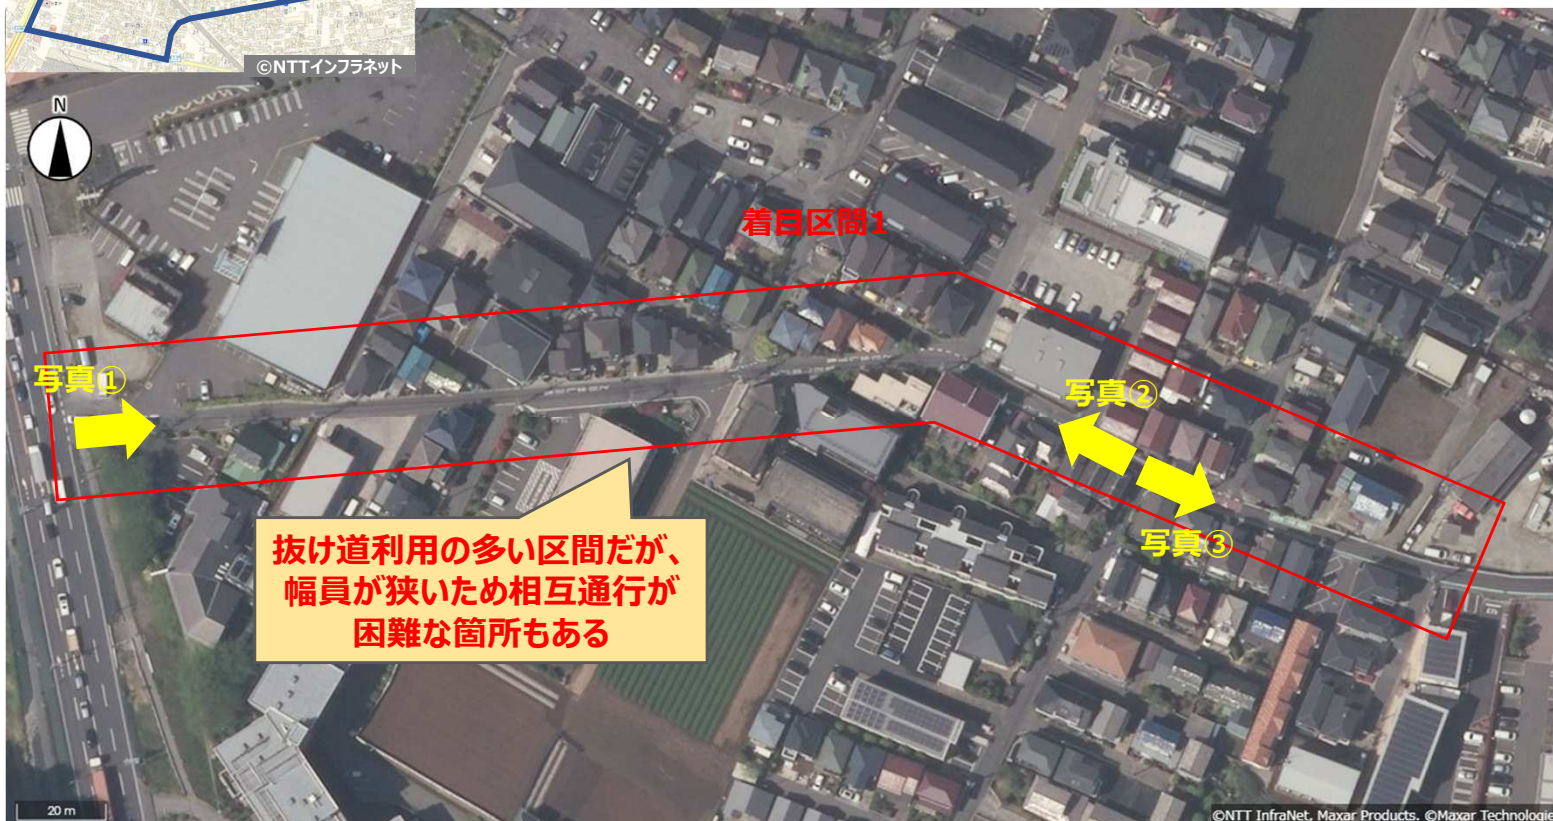 ©NTTインフラネット
N
着目区間1
写真①
写真②
写真③
抜け道利用の多い区間だが、
幅員が狭いため相互通行が
困難な箇所もある
20 m
©NTT InfraNet, Maxar Products. ©Maxar Technologie